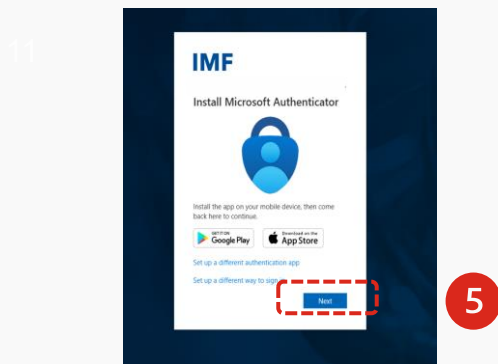 11
IMF
Install Microsoft Authenticator
Install the app on your mobile device, then come
back here to continue.
GET IT ON
Google Play
Download on the
App Store
Set up a different authentication app
Set up a different way to sign
Next
5